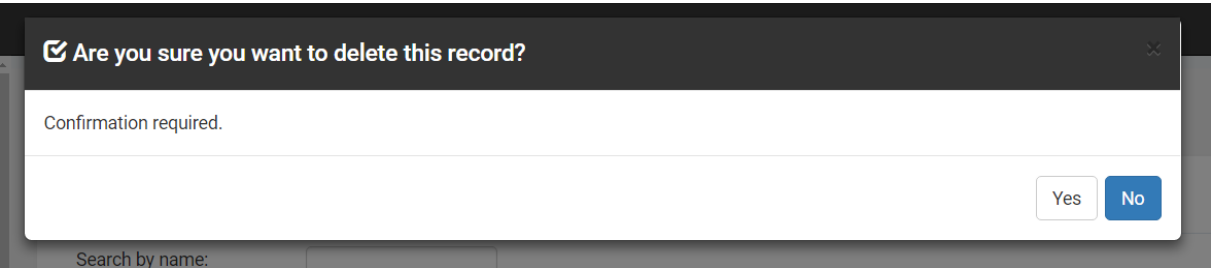 Are you sure you want to delete this record?
×
Confirmation required.
Yes No
Search by name: